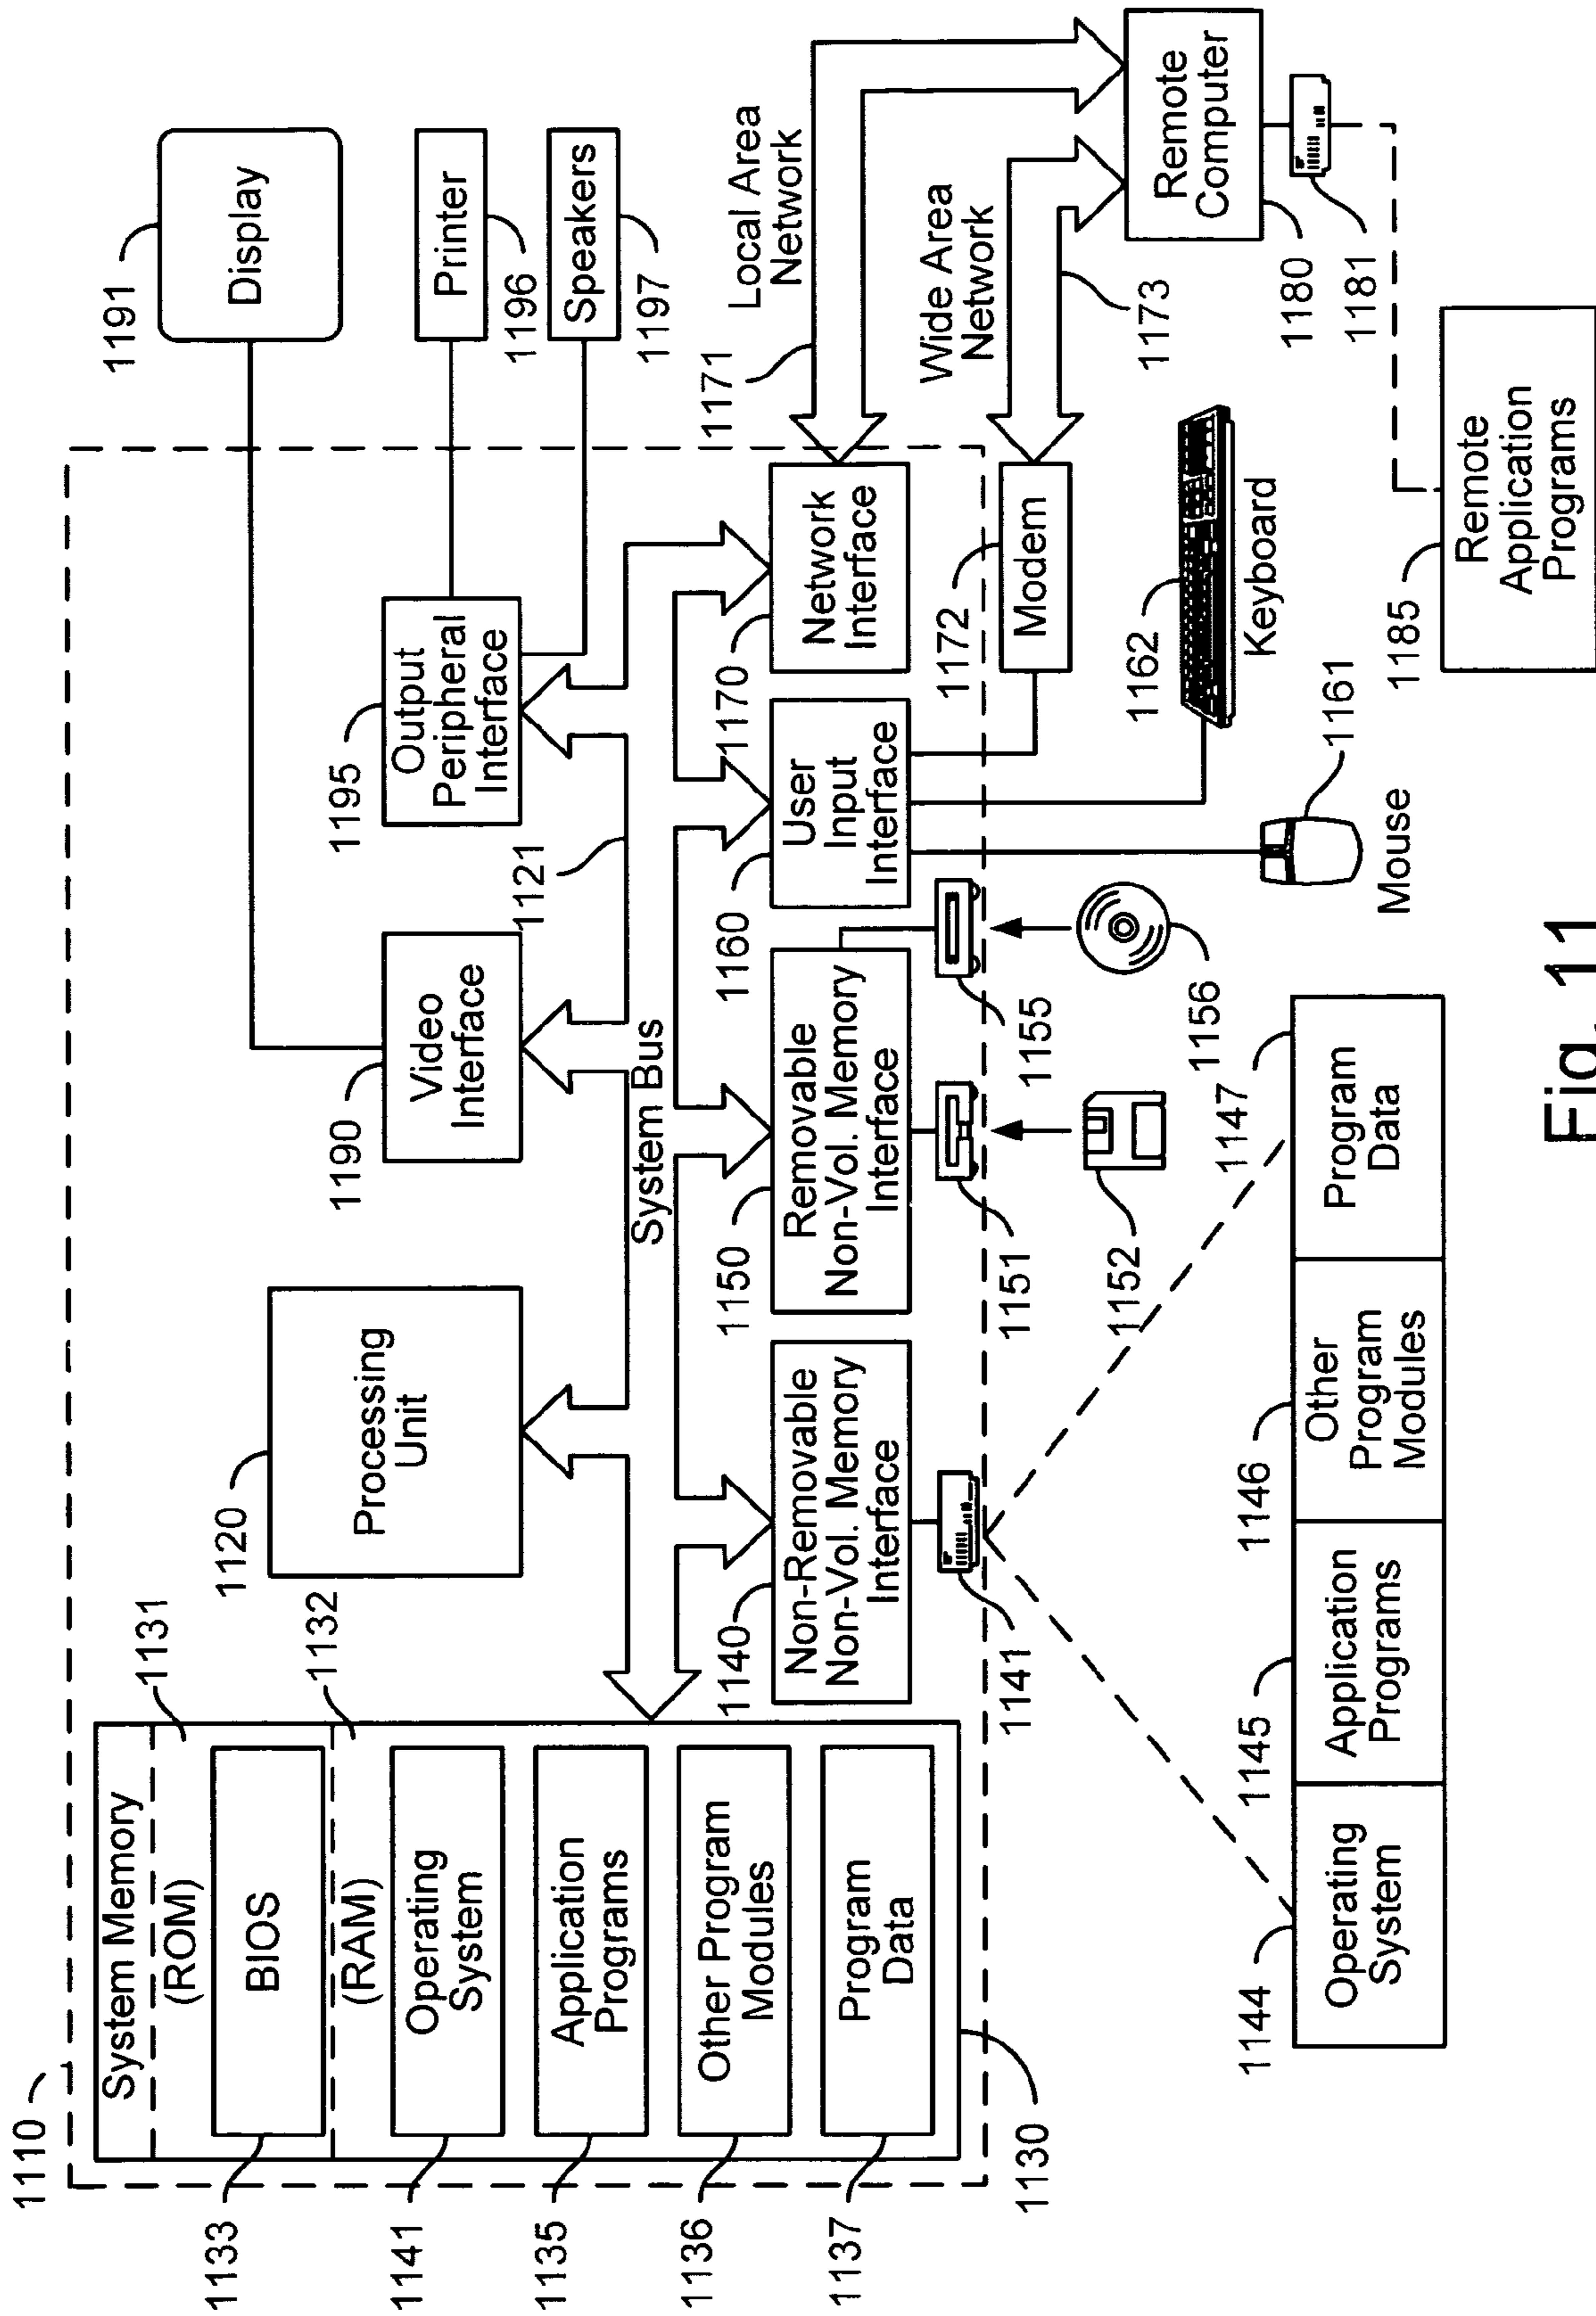 1110
System Memory
(ROM)
1131
BIOS
1133
(RAM)
1132
Operating
System
1141
Application
Programs
1135
Other Program
Modules
1136
Program
Data
1137
1130
1120
Processing
Unit
1190
Video
Interface
1195
Output
Peripheral
Interface
1191
Display
Printer
1196
Speakers
1197
1121
System Bus
1140
Non-Removable
Non-Vol. Memory
Interface
1150
Removable
Non-Vol. Memory
Interface
1160
User
Input
Interface
1170
Network
Interface
1171
Local Area
Network
Wide Area
Network
1173
1172
Modem
1141
1151
1155
1152
1156
1162
Keyboard
1161
Mouse
Remote
Computer
1180
1181
1144
Operating
System
1145
Application
Programs
1146
Other
Program
Modules
1147
Program
Data
1185
Remote
Application
Programs
Fig. 11